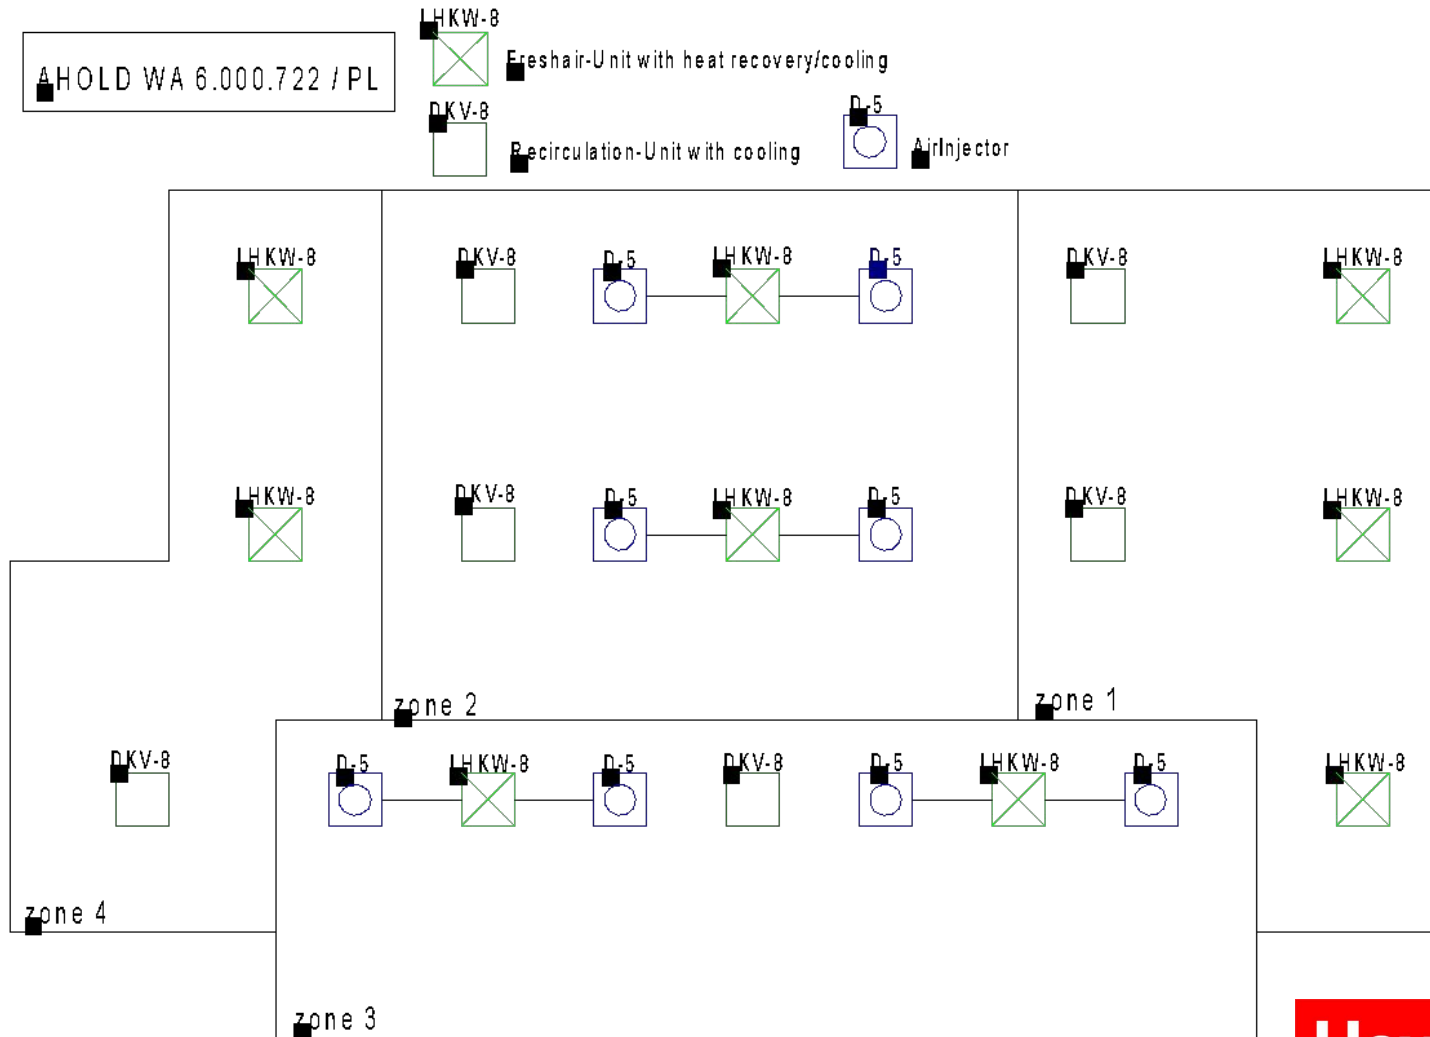 LHKW-8
AHOLD WA 6.000.722 / PL
Freshair-Unit with heat recovery/cooling
DKV-8
D-5
Recirculation-Unit with cooling
AirInjector
LHKW-8
DKV-8
D-5
LHKW-8
D-5
DKV-8
LHKW-8
LHKW-8
DKV-8
D-5
LHKW-8
D-5
DKV-8
LHKW-8
zone 2
zone 1
DKV-8
D-5
LHKW-8
D-5
DKV-8
D-5
LHKW-8
D-5
LHKW-8
zone 4
zone 3